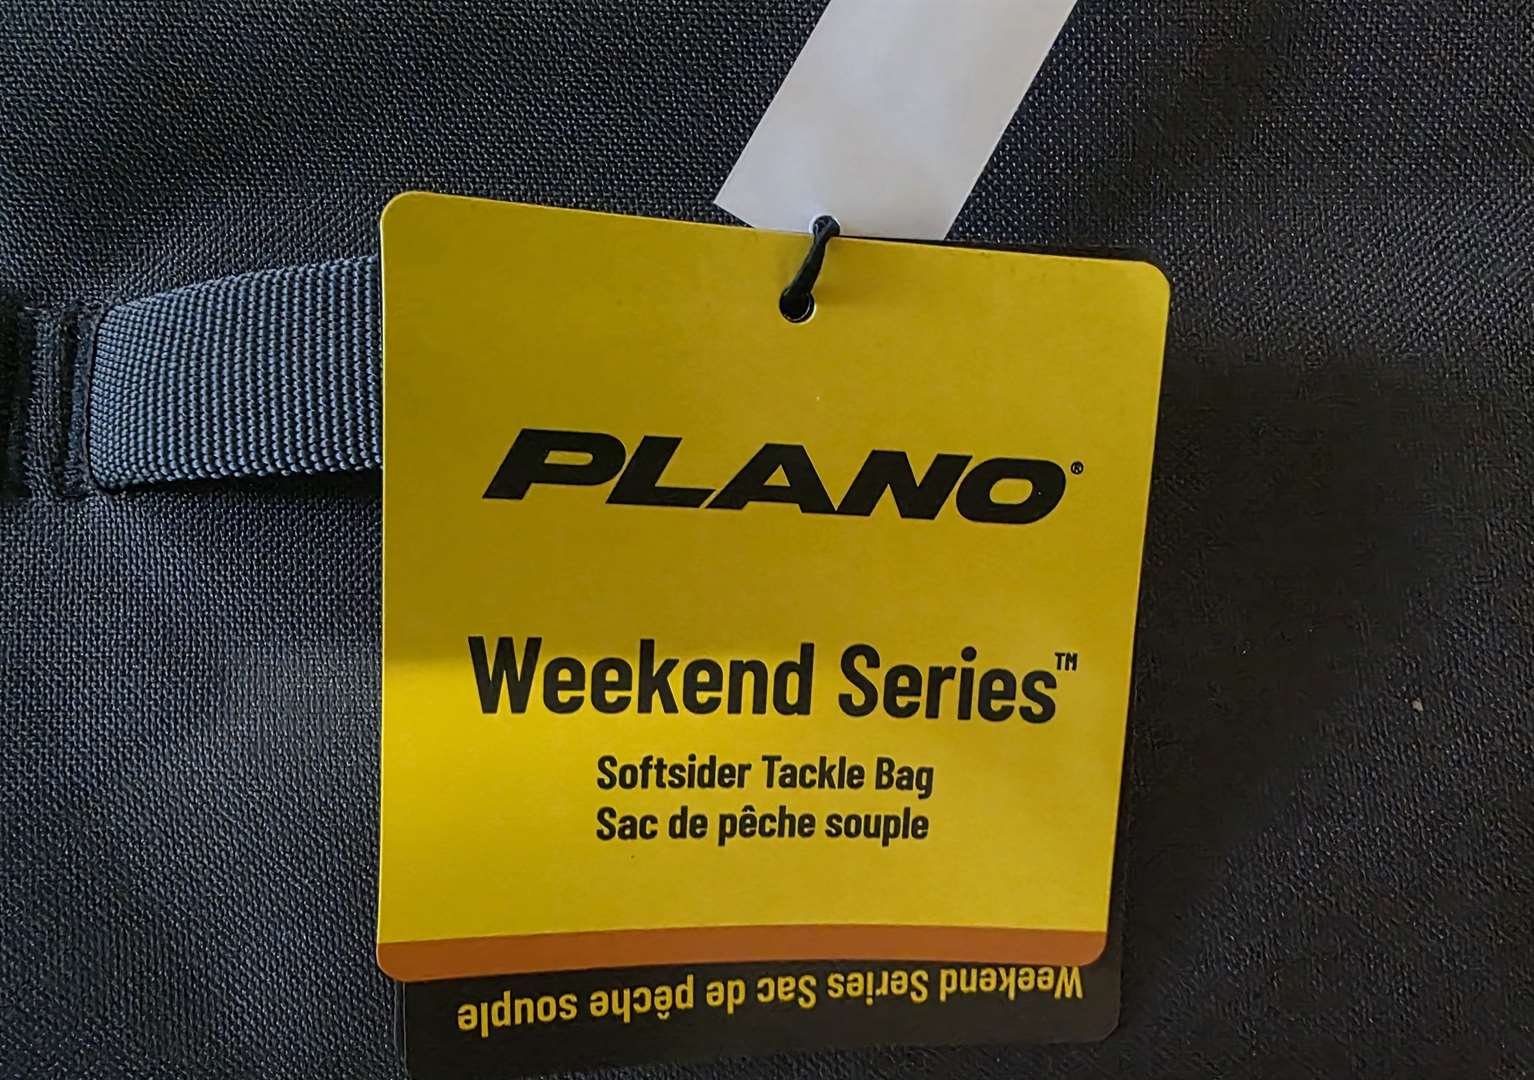 PLANO®
Weekend Series™
Softsider Tackle Bag
Sac de pêche souple
Weekend Series Sac de pêche souple